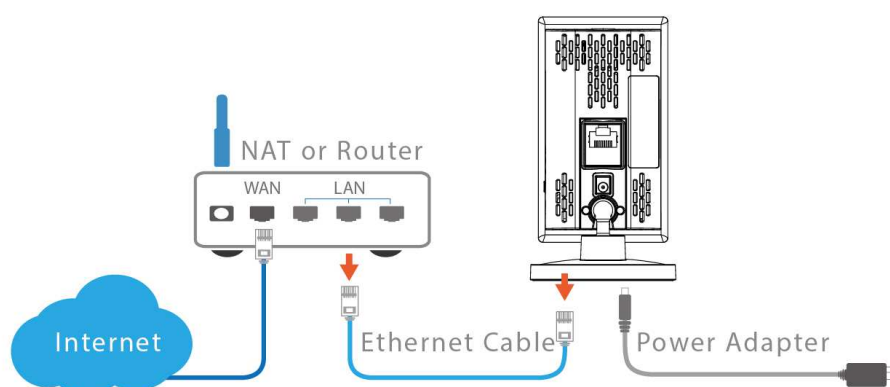 NAT or Router
WAN LAN
Internet
Ethernet Cable
Power Adapter